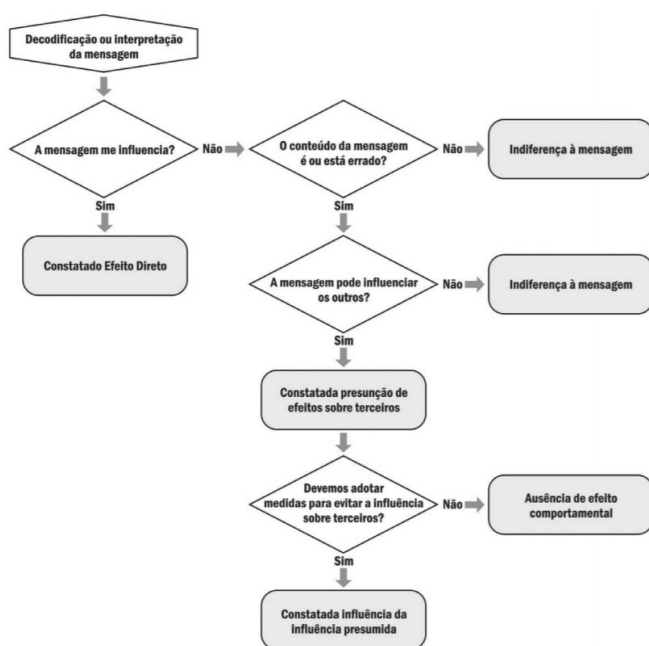 Decodificação ou interpretação
da mensagem
A mensagem me influencia?
Não
O conteúdo da mensagem
é ou está errado?
Não
Indiferença à mensagem
Sim
Sim
Constatado Efeito Direto
A mensagem pode influenciar
os outros?
Não
Indiferença à mensagem
Sim
Constatada presunção de
efeitos sobre terceiros
Devemos adotar
medidas para evitar a influência
sobre terceiros?
Não
Ausência de efeito
comportamental
Sim
Constatada influência da
influência presumida